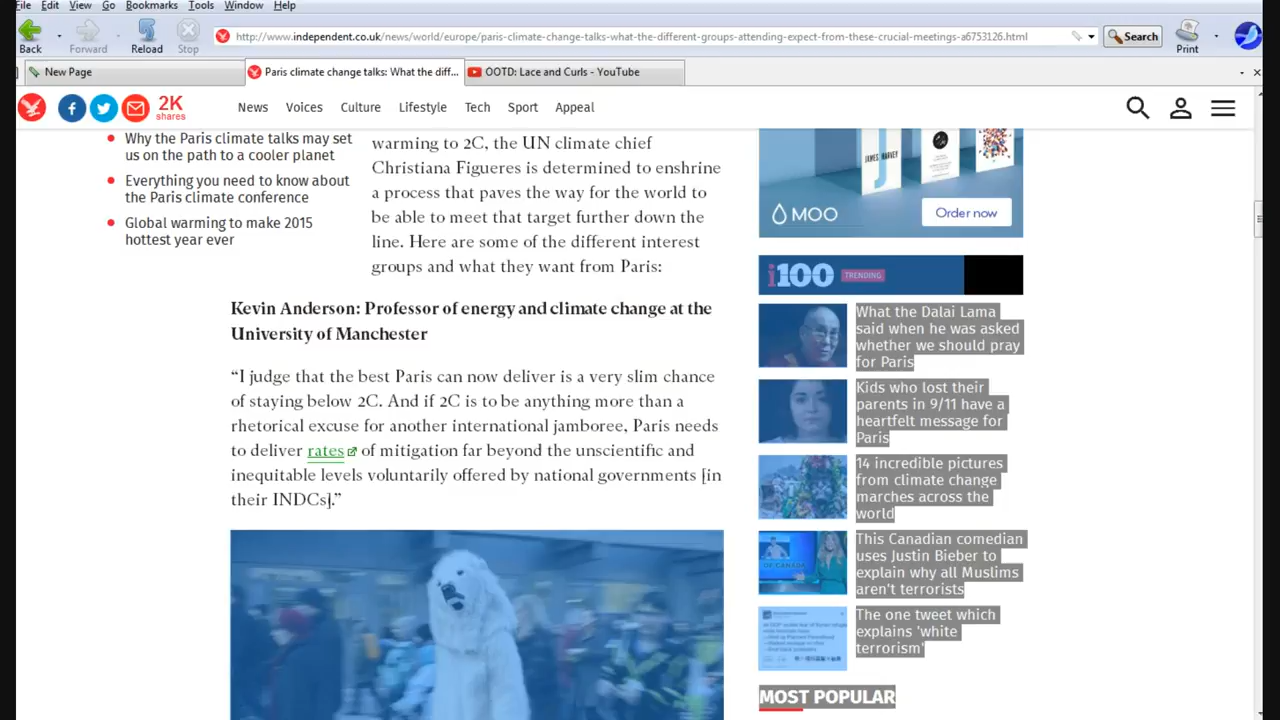 File Edit View Go Bookmarks Tools Window Help
Back Forward Reload Stop
http://www.independent.co.uk/news/world/europe/paris-climate-change-talks-what-the-different-groups-attending-expect-from-these-crucial-meetings-a6753126.html
Search
Print
New Page
Paris climate change talks: What the diff...
OOTD: Lace and Curls - YouTube
2K
shares
News Voices Culture Lifestyle Tech Sport Appeal
Why the Paris climate talks may set
us on the path to a cooler planet
Everything you need to know about
the Paris climate conference
Global warming to make 2015
hottest year ever
warming to 2C, the UN climate chief
Christiana Figueres is determined to enshrine
a process that paves the way for the world to
be able to meet that target further down the
line. Here are some of the different interest
groups and what they want from Paris:
Kevin Anderson: Professor of energy and climate change at the
University of Manchester
“I judge that the best Paris can now deliver is a very slim chance
of staying below 2C. And if 2C is to be anything more than a
rhetorical excuse for another international jamboree, Paris needs
to deliver rates of mitigation far beyond the unscientific and
inequitable levels voluntarily offered by national governments [in
their INDCs].”
JAMES HARVEY
MOO
Order now
i100 TRENDING
What the Dalai Lama
said when he was asked
whether we should pray
for Paris
Kids who lost their
parents in 9/11 have a
heartfelt message for
Paris
14 incredible pictures
from climate change
marches across the
world
OF CANADA
This Canadian comedian
uses Justin Bieber to
explain why all Muslims
aren't terrorists
The one tweet which
explains 'white
terrorism'
MOST POPULAR